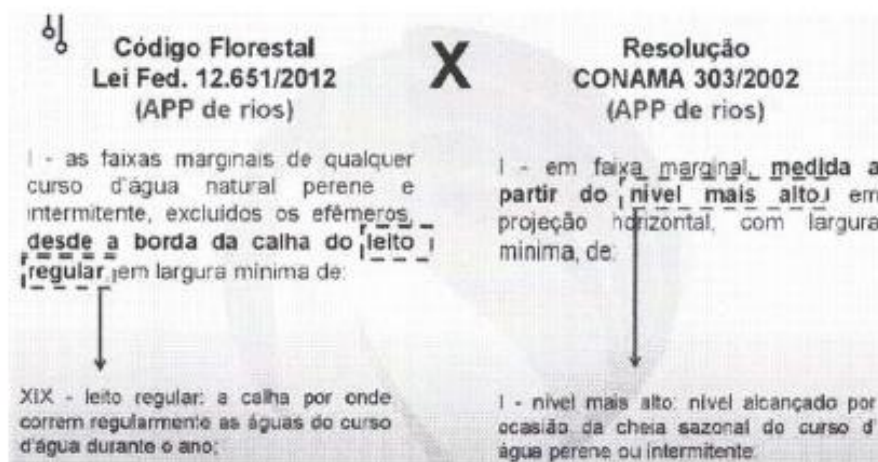 Código Florestal
Lei Fed. 12.651/2012
(APP de rios)
I - as faixas marginais de qualquer
curso d'água natural perene e
intermitente, excluídos os efêmeros,
desde a borda da calha do leito
regular, em largura mínima de:
XIX - leito regular: a calha por onde
correm regularmente as águas do curso
d'água durante o ano;
X
Resolução
CONAMA 303/2002
(APP de rios)
I - em faixa marginal, medida a
partir do nível mais alto, em
projeção horizontal, com largura
mínima, de:
I - nível mais alto: nível alcançado por
ocasião da cheia sazonal do curso d'
água perene ou intermitente;